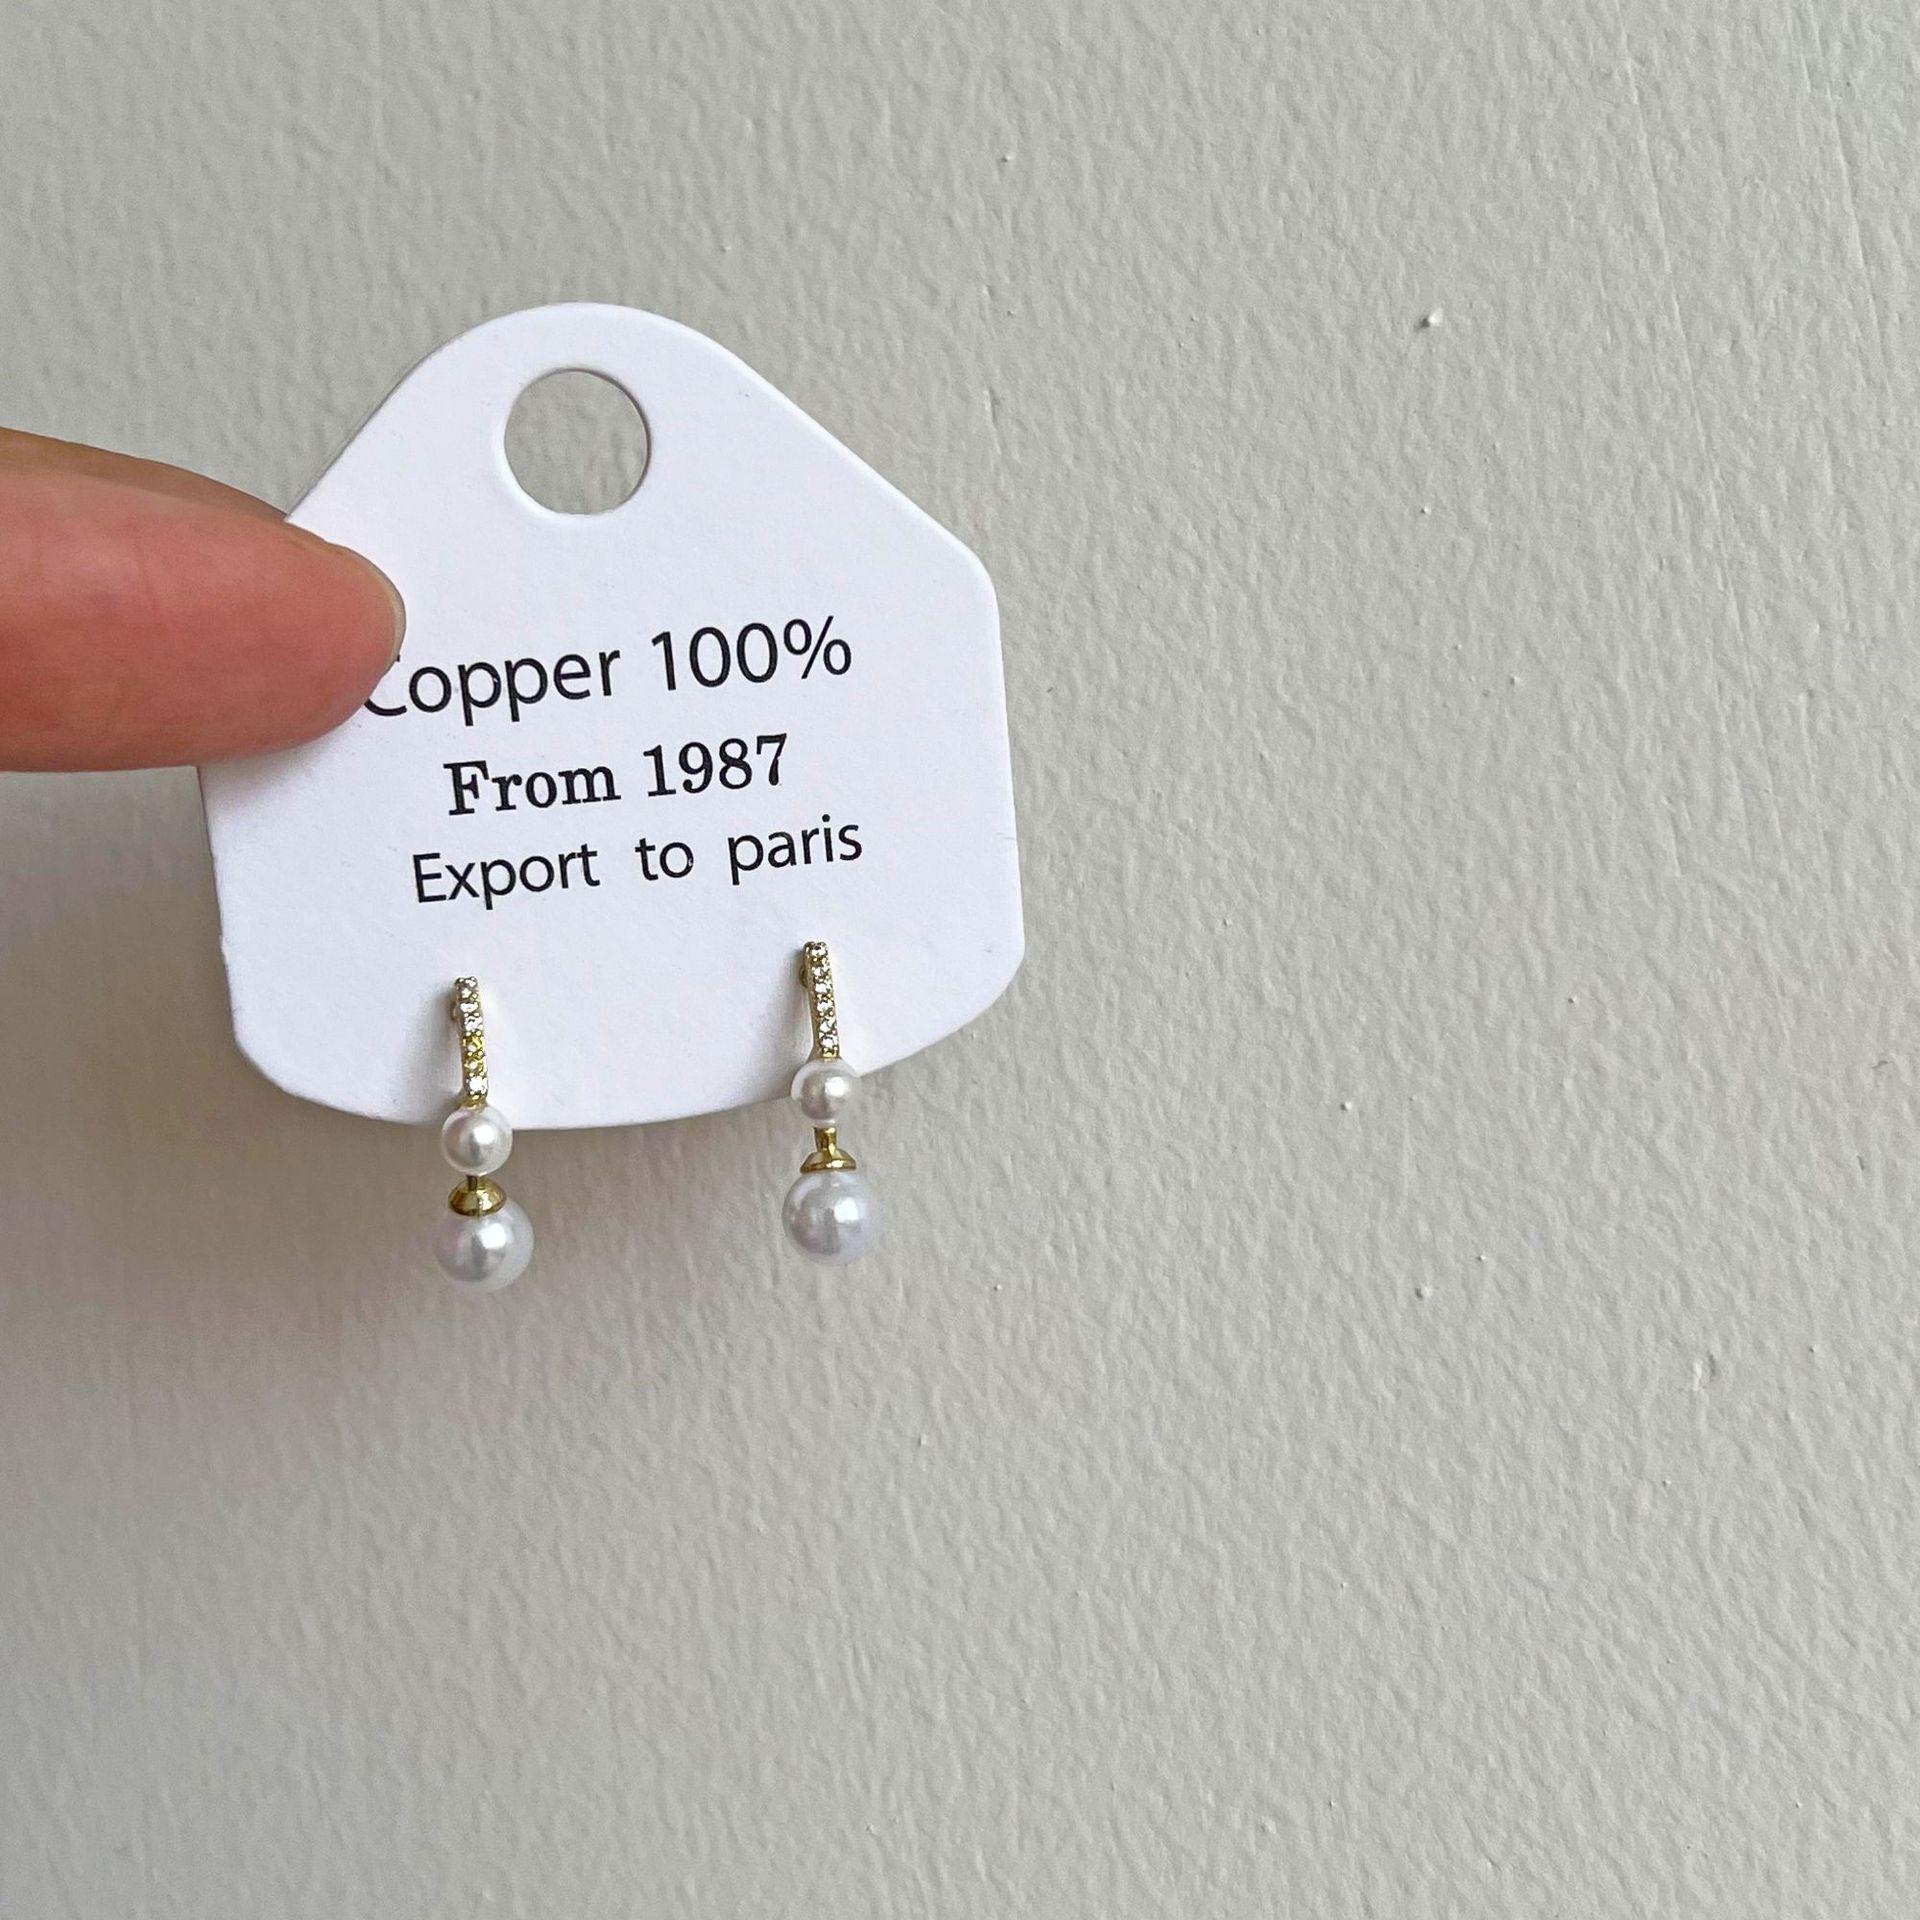 Copper 100%
From 1987
Export to paris